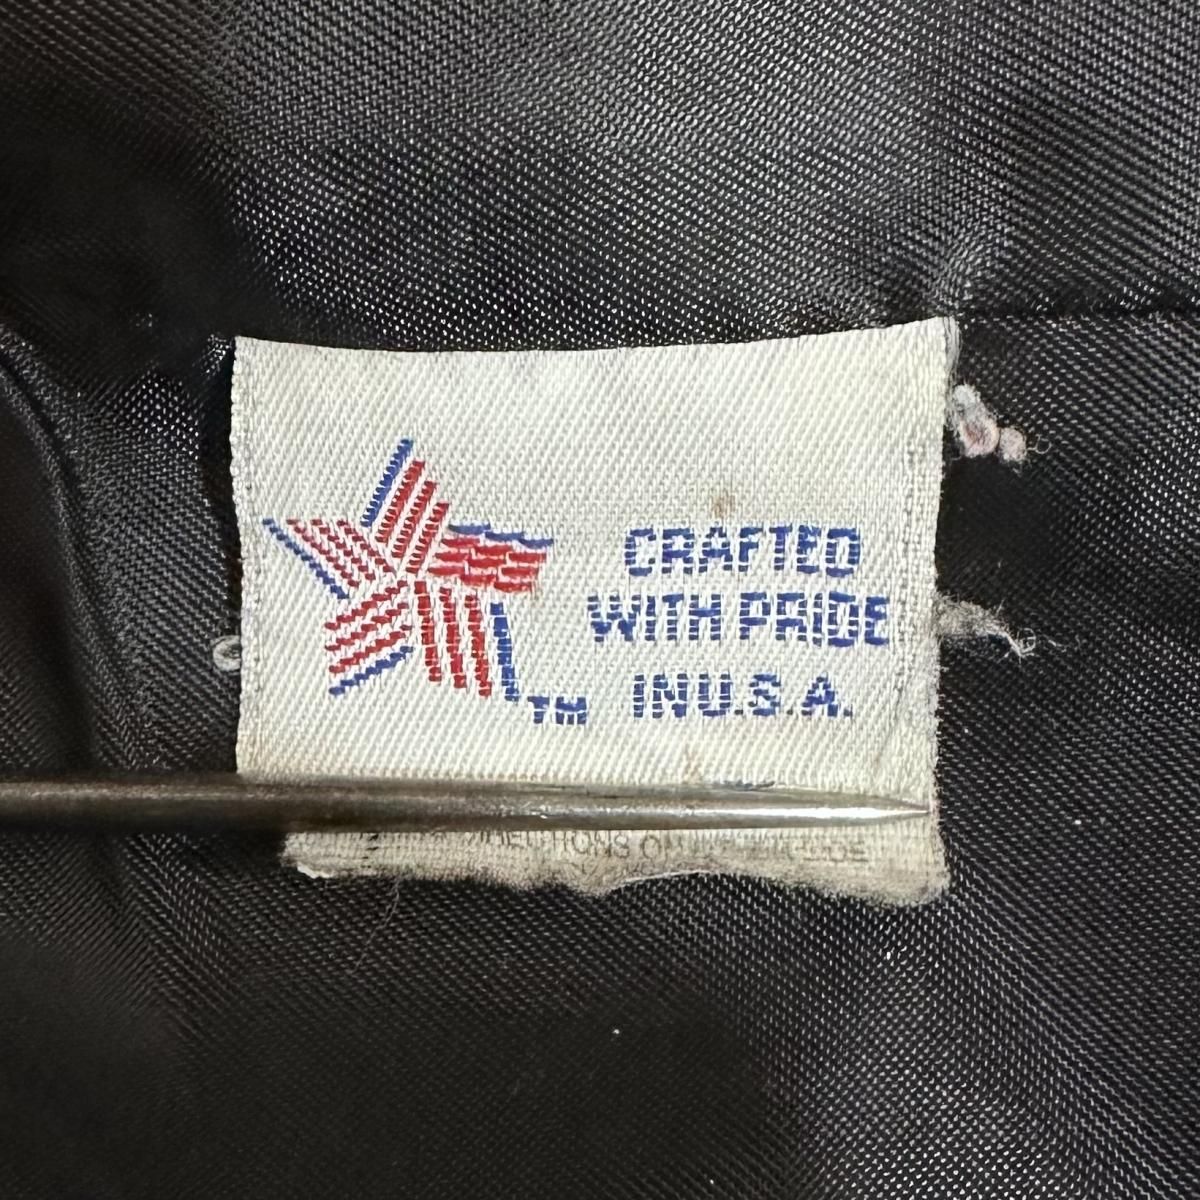 CRAFTED
WITH PRIDE
IN U.S.A.
TM